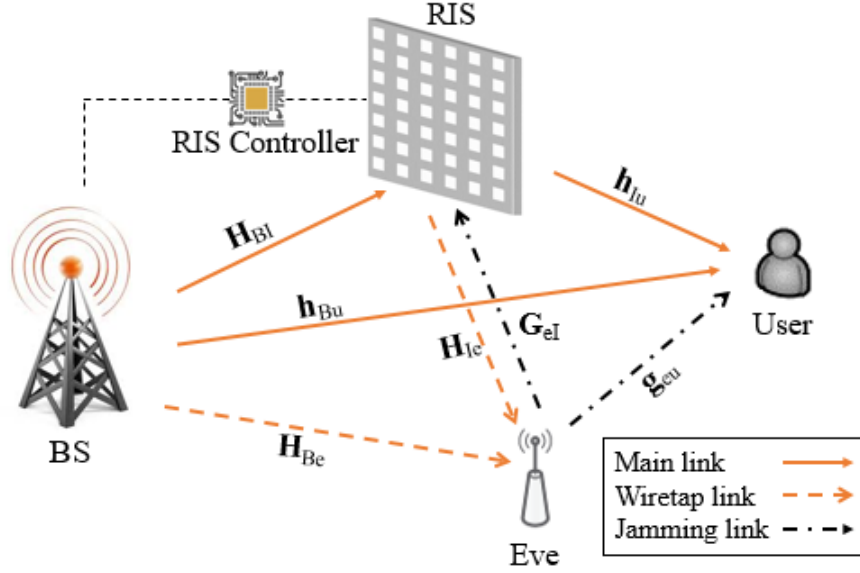 RIS
RIS Controller
H_BI
h_Iu
h_Bu
H_Ie
G_eI
g_eu
H_Be
BS
User
Eve
Main link
Wiretap link
Jamming link